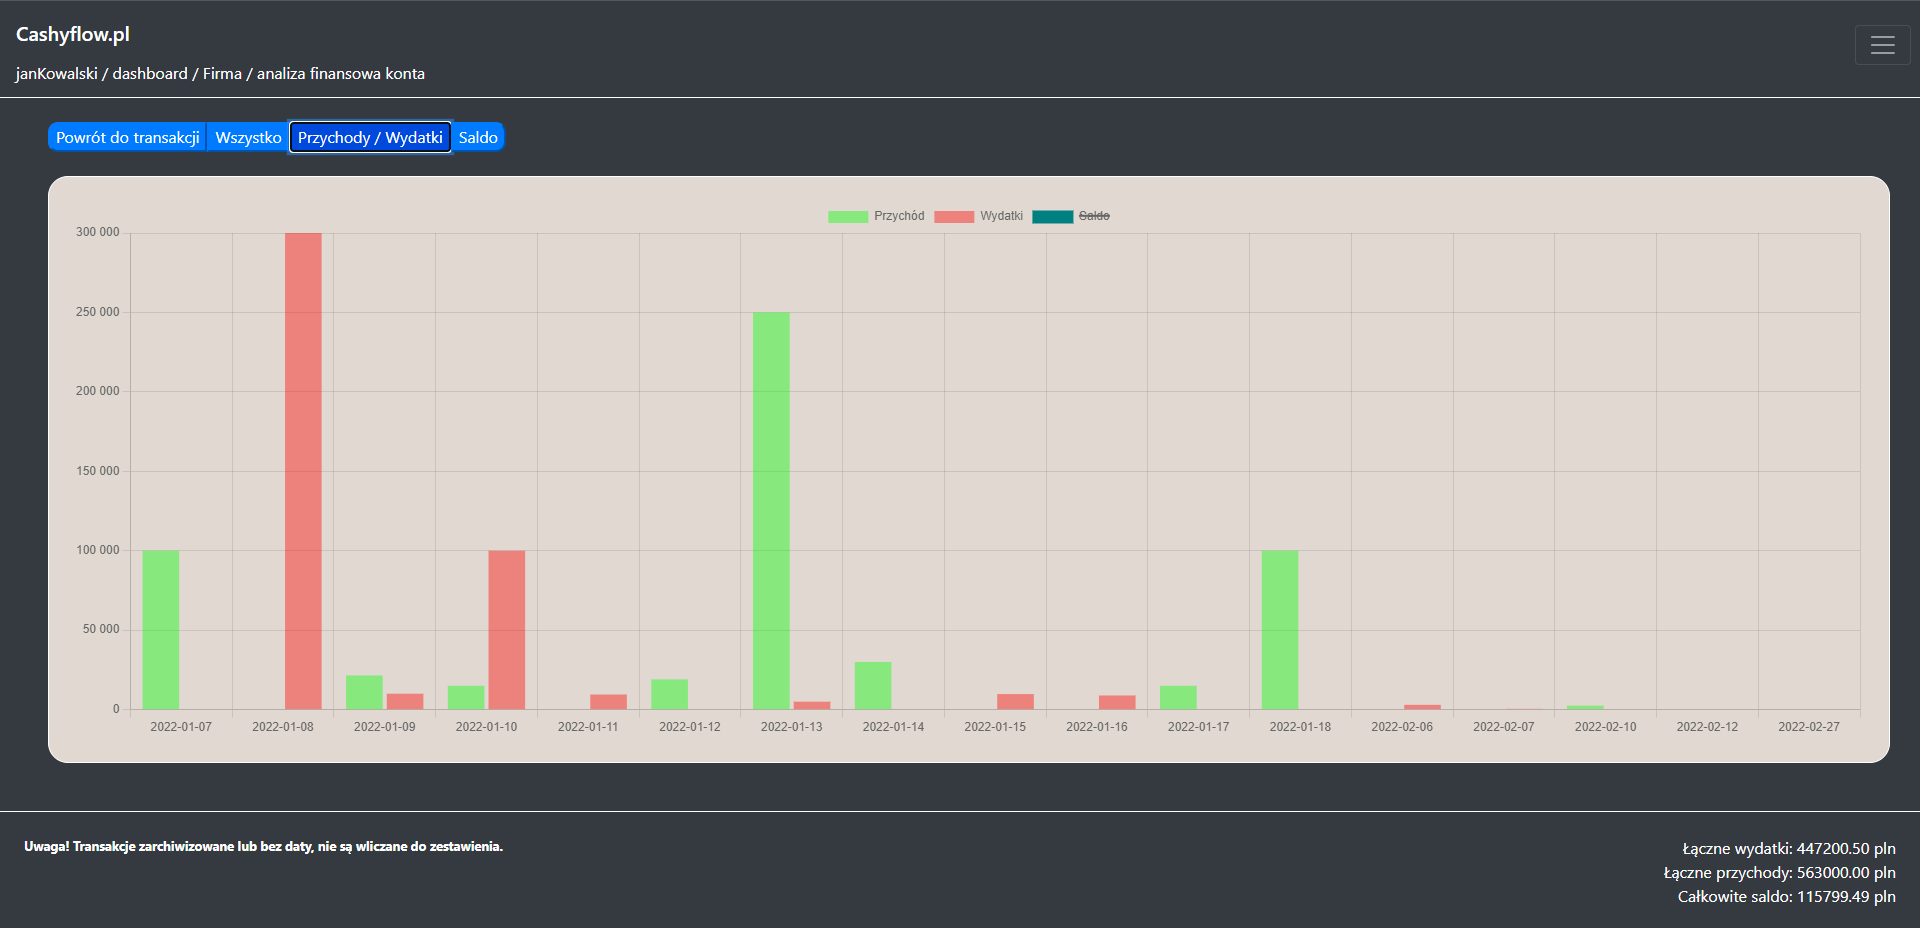 Cashyflow.pl
janKowalski / dashboard / Firma / analiza finansowa konta
Powrót do transakcji Wszystko Przychody / Wydatki Saldo
Przychód Wydatki Saldo
300 000
250 000
200 000
150 000
100 000
50 000
0
2022-01-07 2022-01-08 2022-01-09 2022-01-10 2022-01-11 2022-01-12 2022-01-13 2022-01-14 2022-01-15 2022-01-16 2022-01-17 2022-01-18 2022-02-06 2022-02-07 2022-02-10 2022-02-12 2022-02-27
Uwaga! Transakcje zarchiwizowane lub bez daty, nie są wliczane do zestawienia.
Łączne wydatki: 447200.50 pln
Łączne przychody: 563000.00 pln
Całkowite saldo: 115799.49 pln